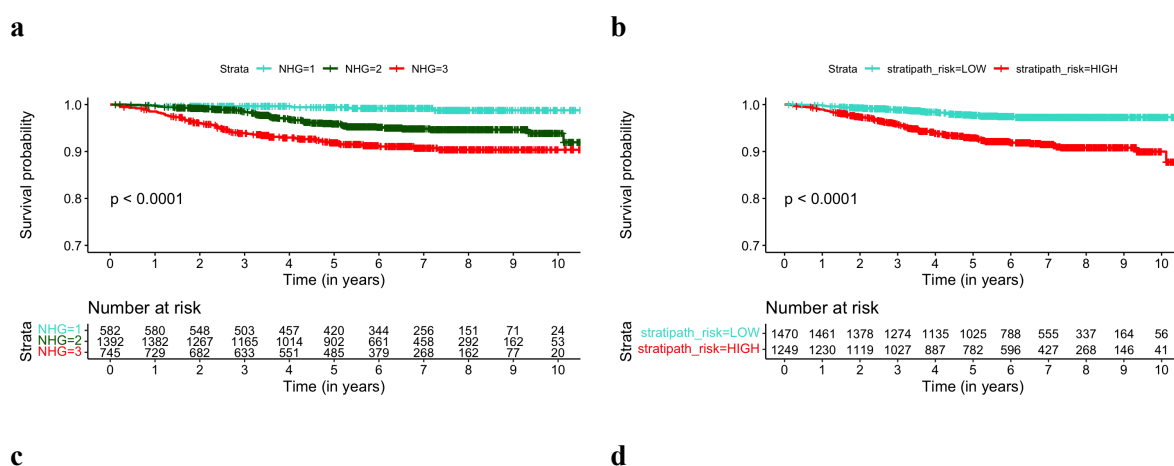 a
Strata NHG=1 NHG=2 NHG=3
Survival probability
1.0
0.9
0.8
0.7
p < 0.0001
0 1 2 3 4 5 6 7 8 9 10
Time (in years)
Number at risk
Strata
NHG=1 582 580 548 503 457 420 344 256 151 71 24
NHG=2 1392 1382 1267 1165 1014 902 661 458 292 162 53
NHG=3 745 729 682 633 551 485 379 268 162 77 20
0 1 2 3 4 5 6 7 8 9 10
Time (in years)
b
Strata stratipath_risk=LOW stratipath_risk=HIGH
Survival probability
1.0
0.9
0.8
0.7
p < 0.0001
0 1 2 3 4 5 6 7 8 9 10
Time (in years)
Number at risk
Strata
stratipath_risk=LOW 1470 1461 1378 1274 1135 1025 788 555 337 164 56
stratipath_risk=HIGH 1249 1230 1119 1027 887 782 596 427 268 146 41
0 1 2 3 4 5 6 7 8 9 10
Time (in years)
c
d